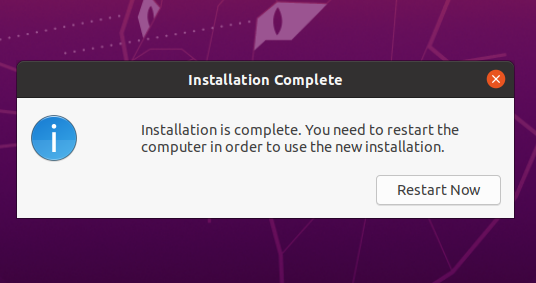 Installation Complete
Installation is complete. You need to restart the
computer in order to use the new installation.
Restart Now